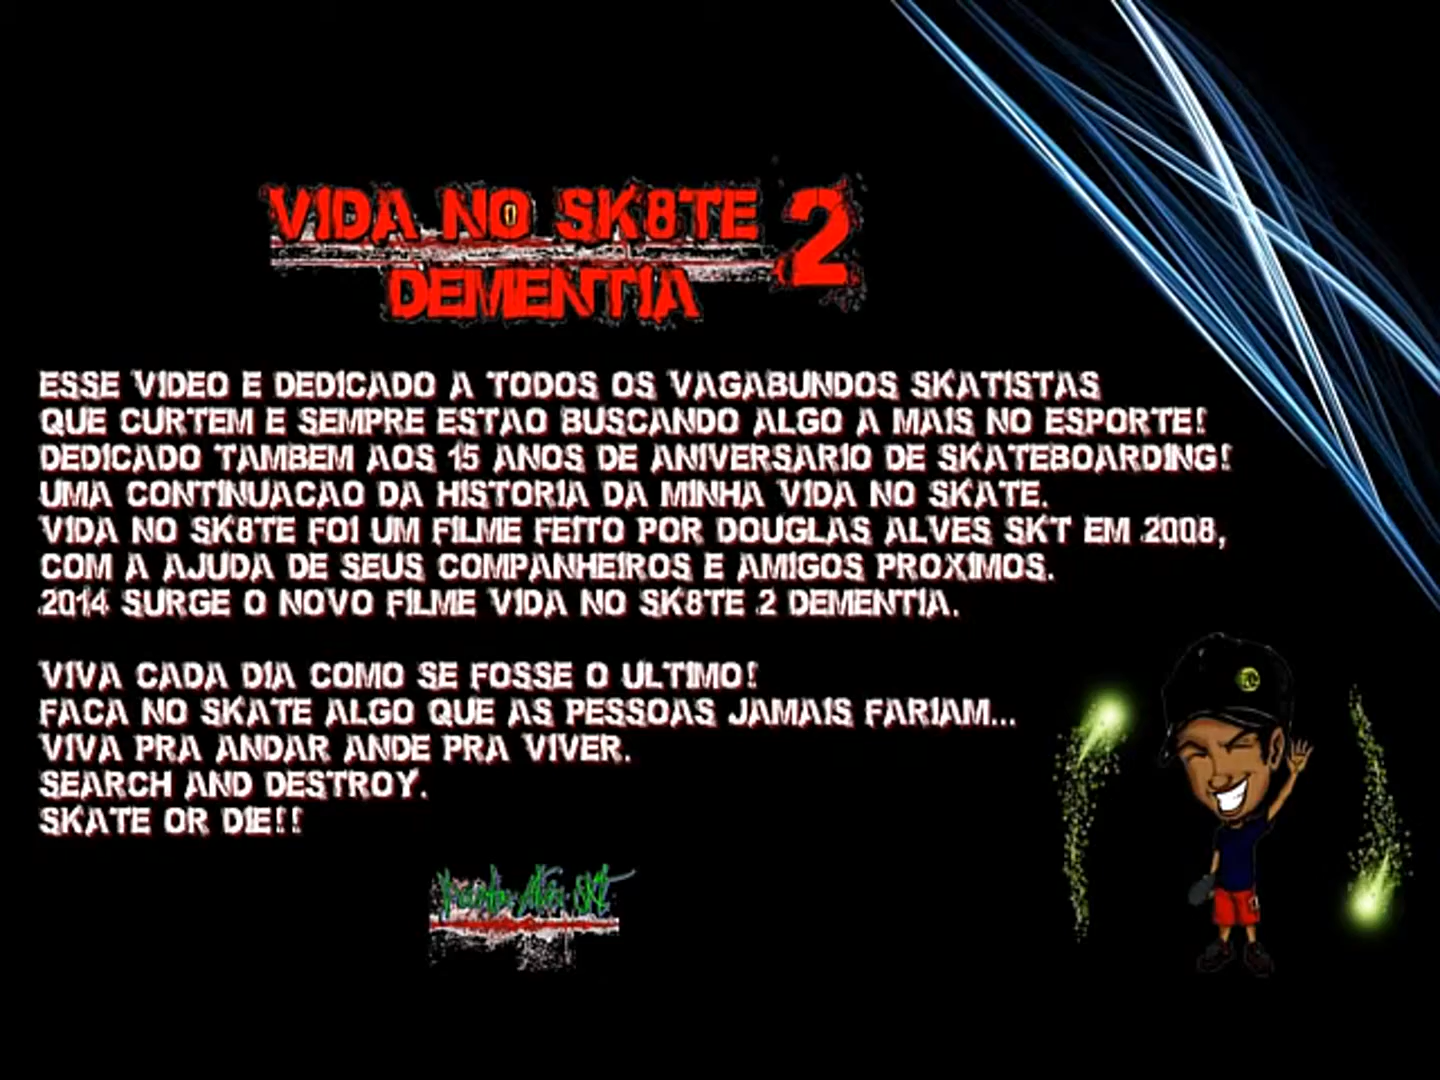 VIDA NO SK8TE 2
DEMENTIA
ESSE VIDEO E DEDICADO A TODOS OS VAGABUNDOS SKATISTAS
QUE CURTEM E SEMPRE ESTAO BUSCANDO ALGO A MAIS NO ESPORTE!
DEDICADO TAMBEM AOS 15 ANOS DE ANIVERSARIO DE SKATEBOARDING!
UMA CONTINUACAO DA HISTORIA DA MINHA VIDA NO SKATE.
VIDA NO SK8TE FOI UM FILME FEITO POR DOUGLAS ALVES SKT EM 2008,
COM A AJUDA DE SEUS COMPANHEIROS E AMIGOS PROXIMOS.
2014 SURGE O NOVO FILME VIDA NO SK8TE 2 DEMENTIA.
VIVA CADA DIA COMO SE FOSSE O ULTIMO!
FACA NO SKATE ALGO QUE AS PESSOAS JAMAIS FARIAM...
VIVA PRA ANDAR ANDE PRA VIVER.
SEARCH AND DESTROY.
SKATE OR DIE!!